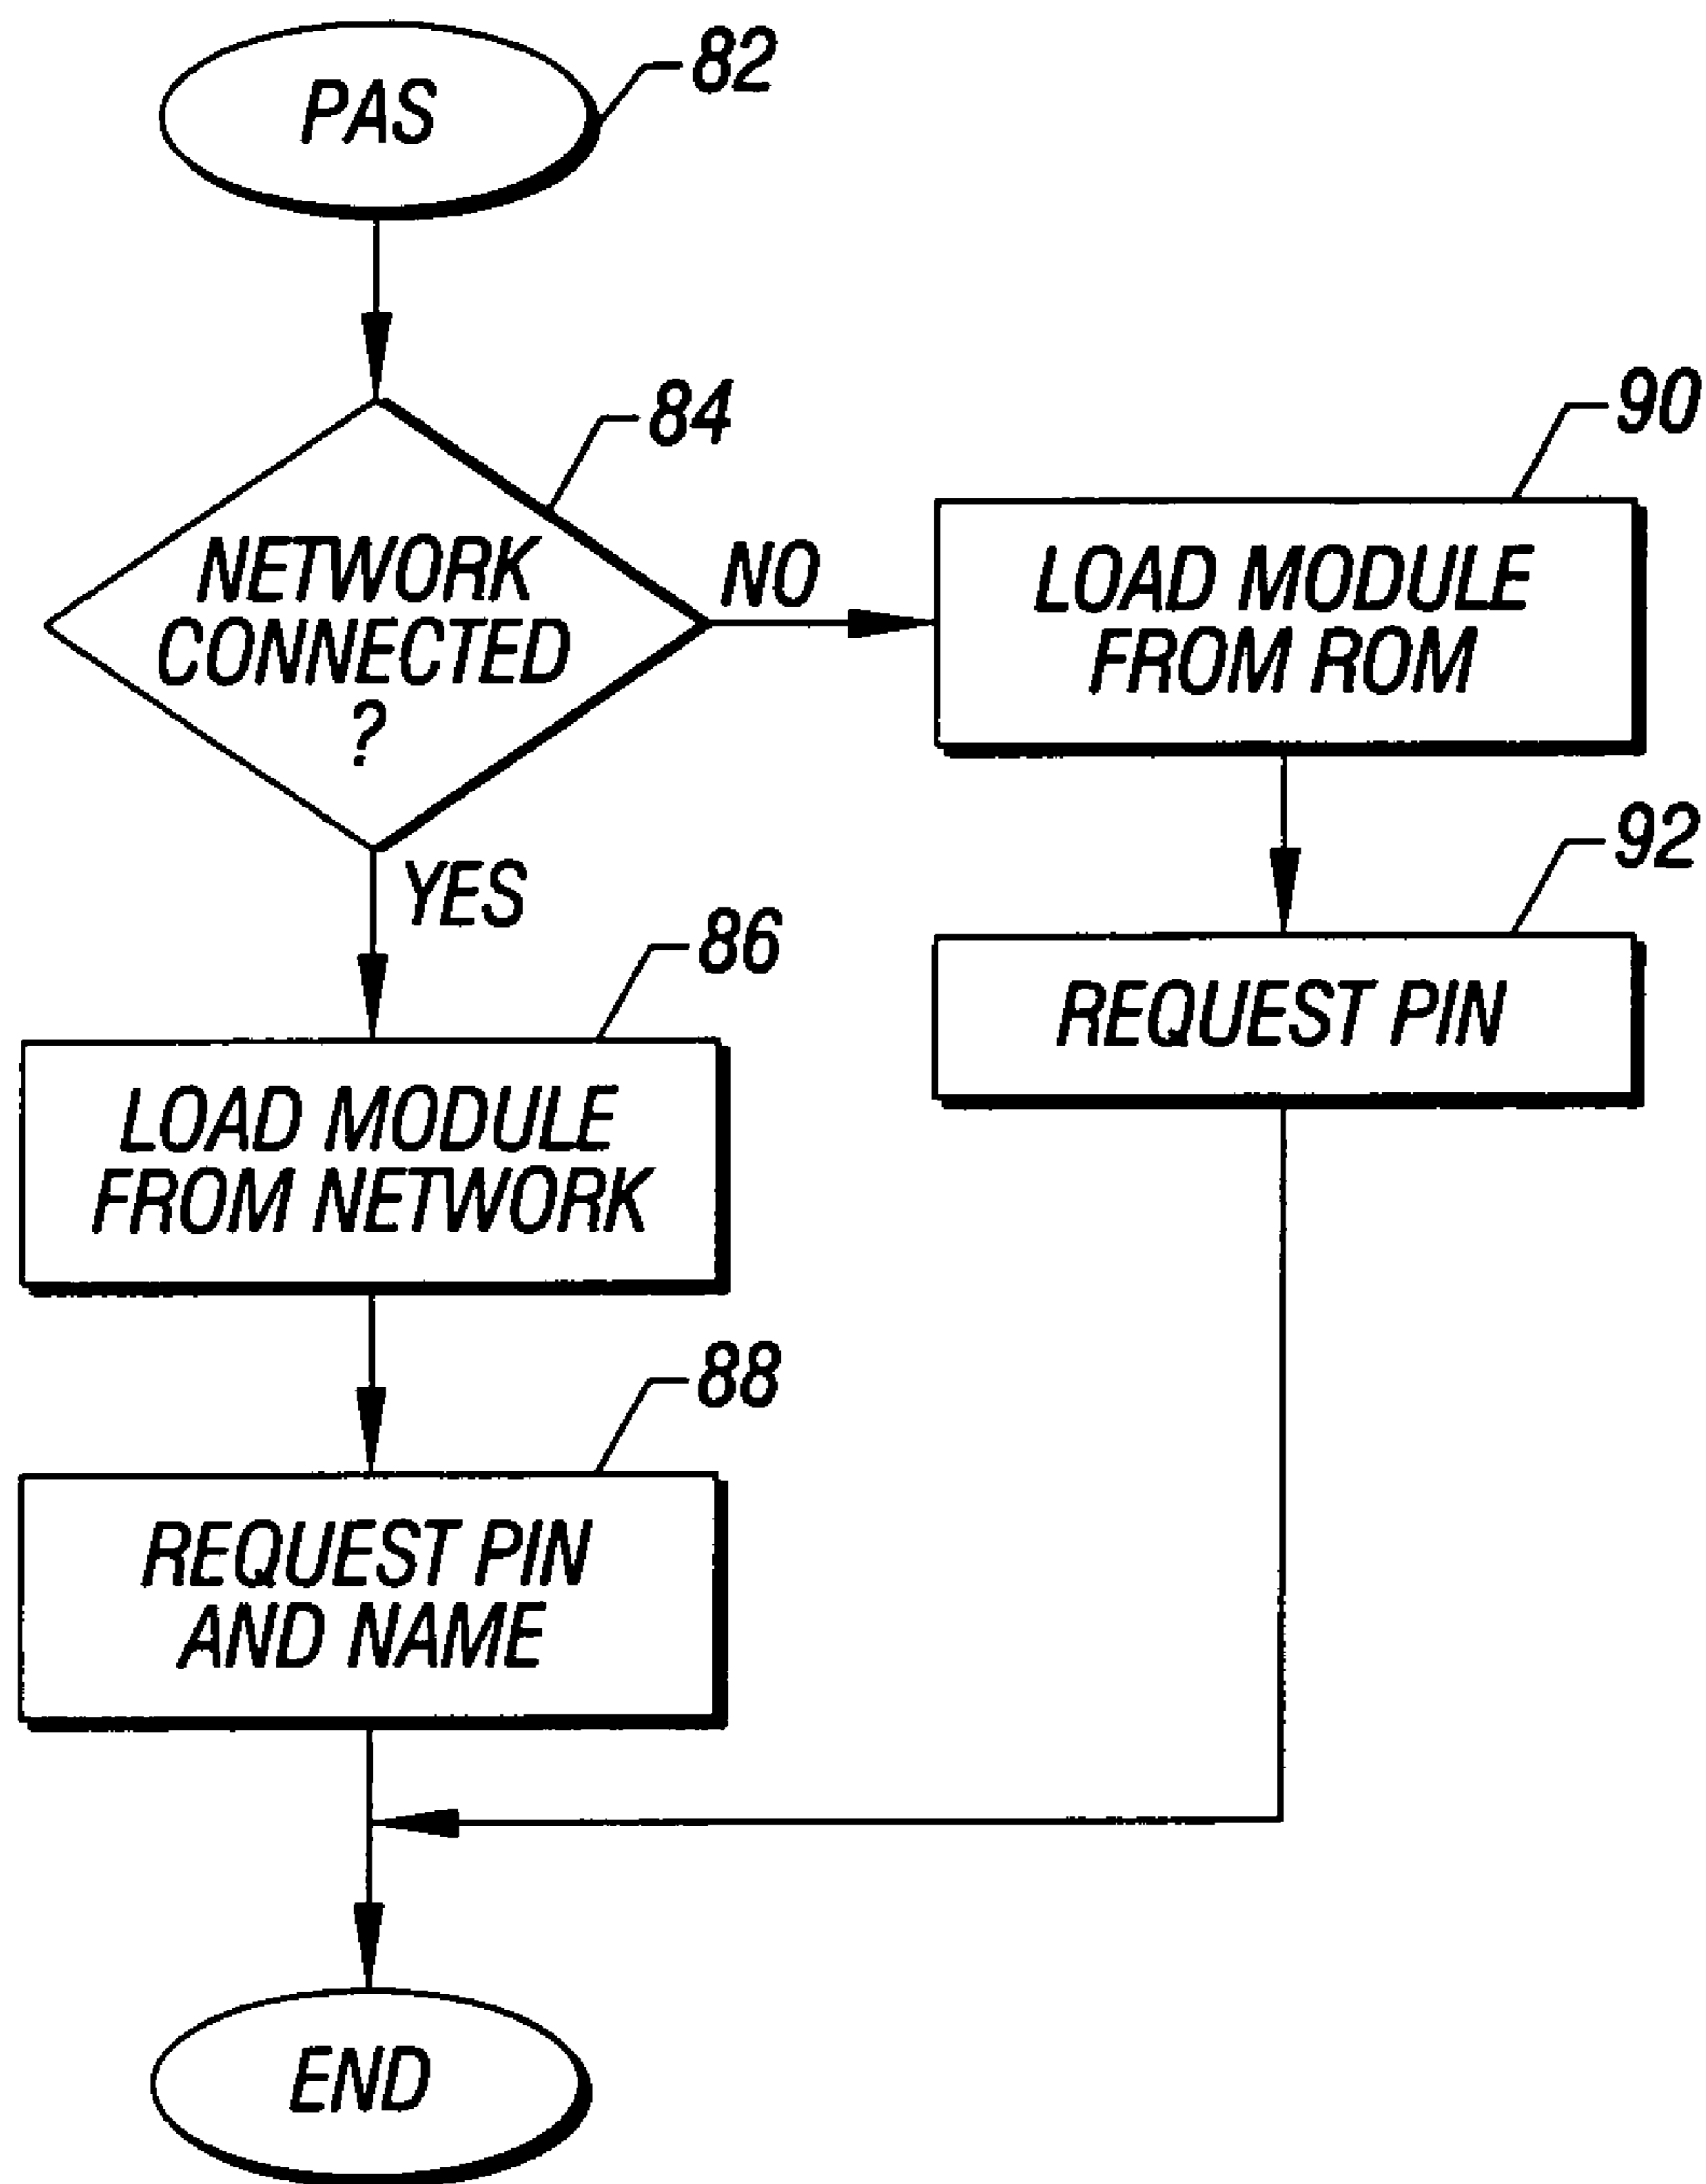 PAS
82
NETWORK
CONNECTED
?
84
NO
YES
LOAD MODULE
FROM ROM
90
REQUEST PIN
92
LOAD MODULE
FROM NETWORK
86
REQUEST PIN
AND NAME
88
END